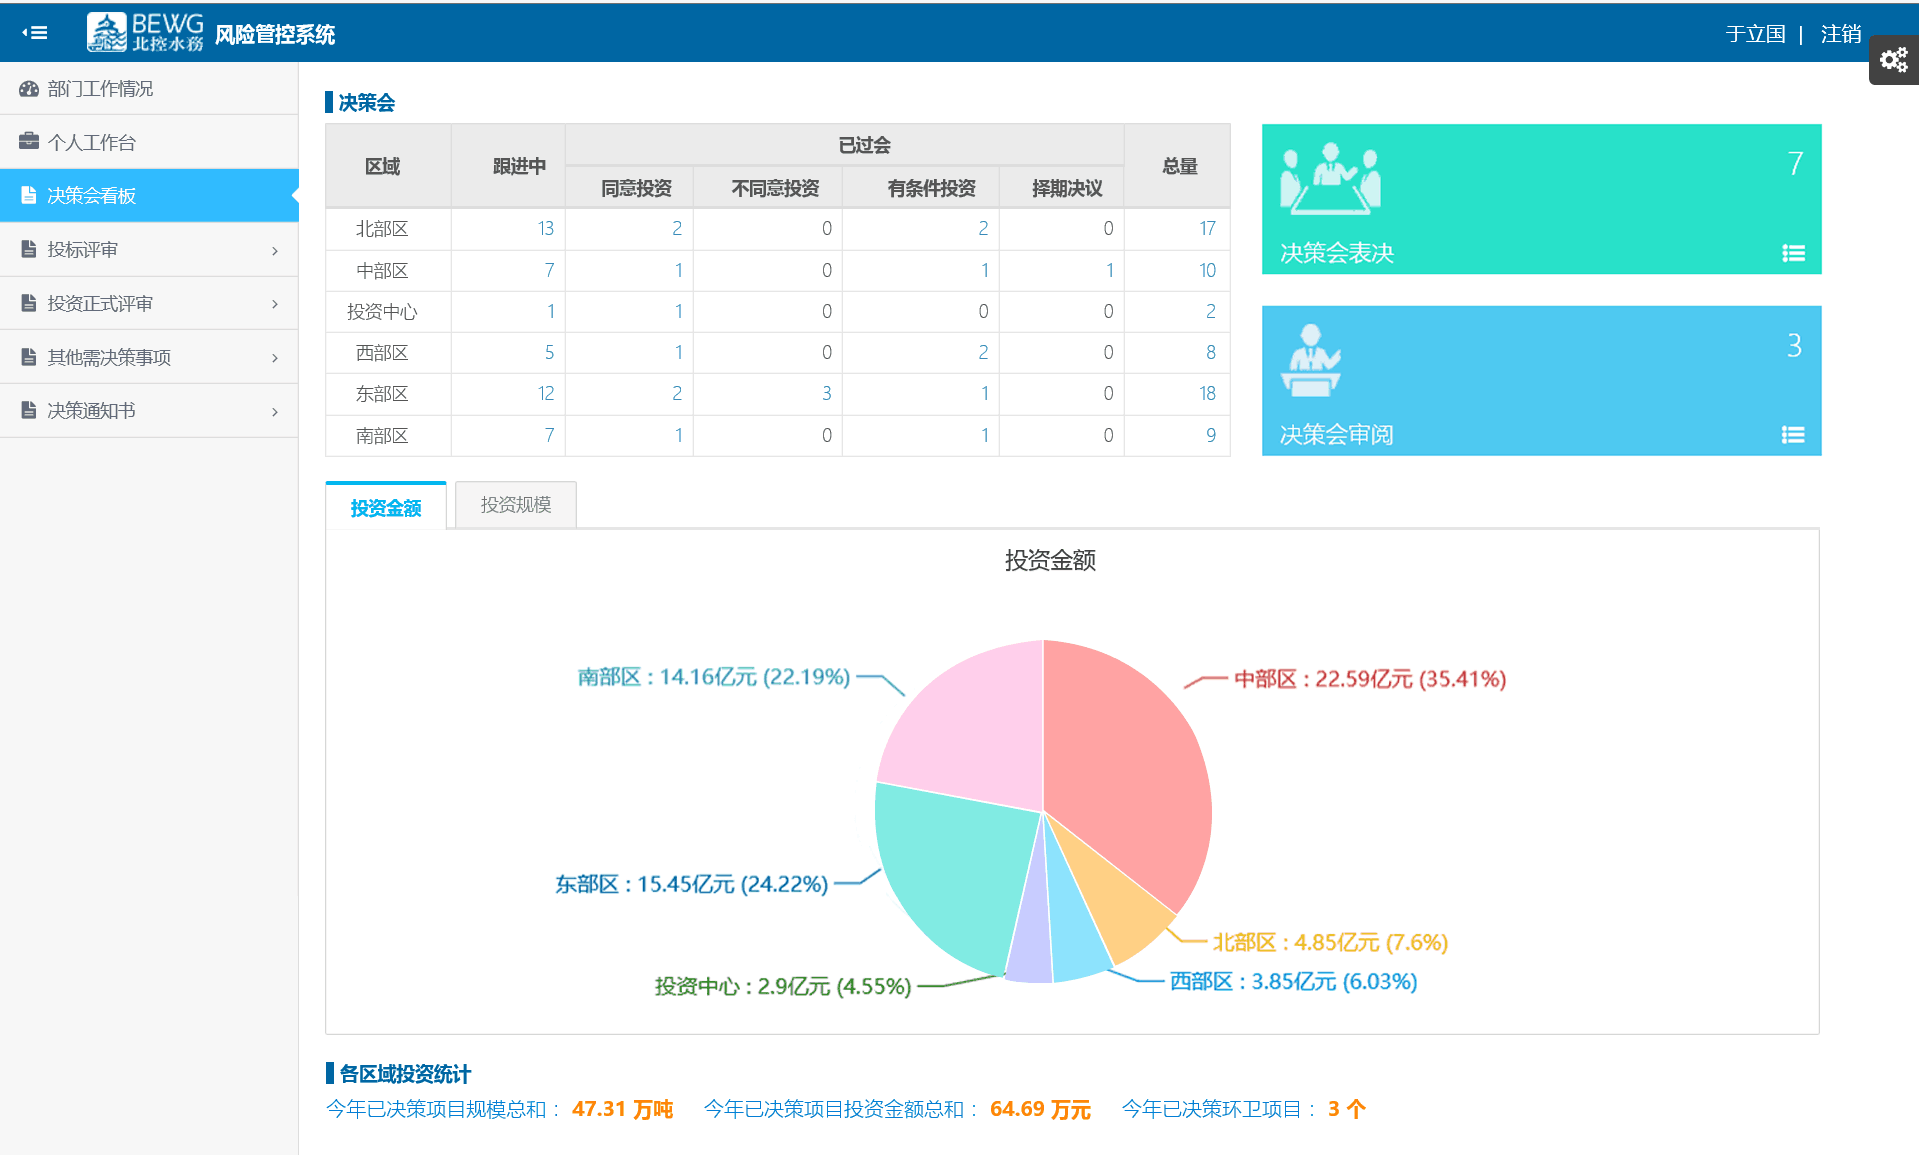 BEWG
北控水務
风险管控系统
于立国 | 注销
部门工作情况
个人工作台
决策会看板
投标评审
投资正式评审
其他需决策事项
决策通知书
决策会
区域 跟进中 已过会 总量
同意投资 不同意投资 有条件投资 择期决议
北部区 13 2 0 2 0 17
中部区 7 1 0 1 1 10
投资中心 1 1 0 0 0 2
西部区 5 1 0 2 0 8
东部区 12 2 3 1 0 18
南部区 7 1 0 1 0 9
7
决策会表决
3
决策会审阅
投资金额 投资规模
投资金额
南部区 : 14.16亿元 (22.19%)
中部区 : 22.59亿元 (35.41%)
东部区 : 15.45亿元 (24.22%)
北部区 : 4.85亿元 (7.6%)
西部区 : 3.85亿元 (6.03%)
投资中心 : 2.9亿元 (4.55%)
各区域投资统计
今年已决策项目规模总和： 47.31 万吨 今年已决策项目投资金额总和： 64.69 万元 今年已决策环卫项目： 3 个